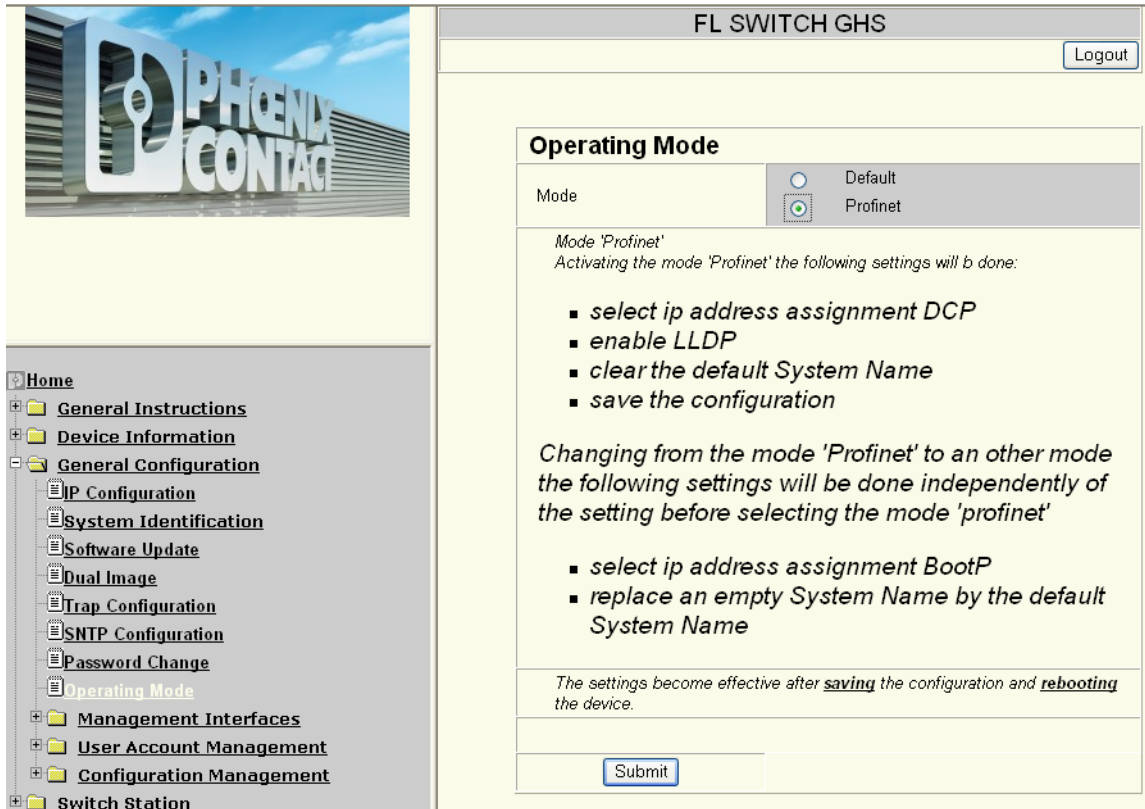 PHŒNIX
CONTACT
Home
General Instructions
Device Information
General Configuration
IP Configuration
System Identification
Software Update
Dual Image
Trap Configuration
SNTP Configuration
Password Change
Operating Mode
Management Interfaces
User Account Management
Configuration Management
Switch Station
FL SWITCH GHS
Logout
Operating Mode
Mode
Default
Profinet
Mode 'Profinet'
Activating the mode 'Profinet' the following settings will b done:
select ip address assignment DCP
enable LLDP
clear the default System Name
save the configuration
Changing from the mode 'Profinet' to an other mode
the following settings will be done independently of
the setting before selecting the mode 'profinet'
select ip address assignment BootP
replace an empty System Name by the default
System Name
The settings become effective after saving the configuration and rebooting
the device.
Submit